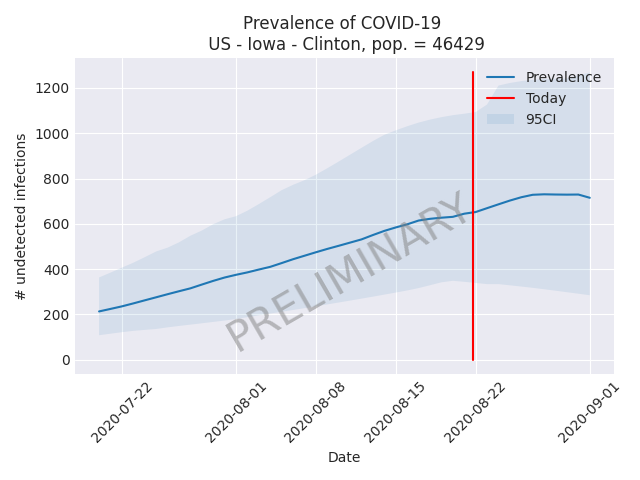 Prevalence of COVID-19
US - Iowa - Clinton, pop. = 46429
Prevalence
Today
95CI
1200
1000
800
600
400
200
0
# undetected infections
PRELIMINARY
2020-07-22
2020-08-01
2020-08-08
2020-08-15
2020-08-22
2020-09-01
Date